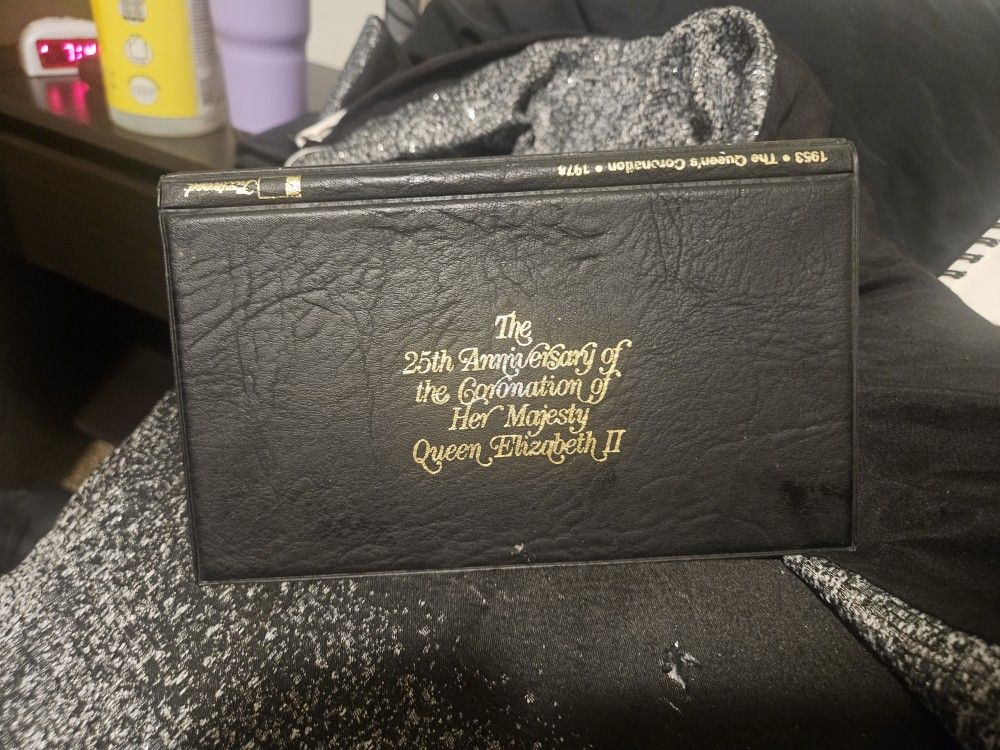 1953 • The Queen's Coronation • 1978
The
25th Anniversary of
the Coronation of
Her Majesty
Queen Elizabeth II